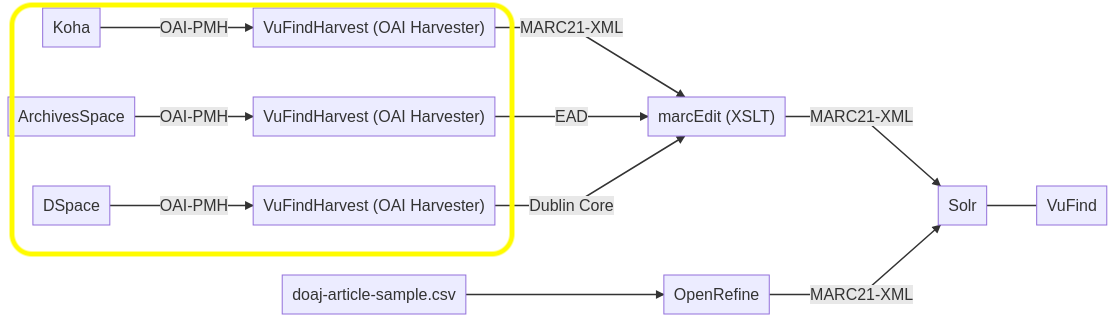 Koha
OAI-PMH
VuFindHarvest (OAI Harvester)
MARC21-XML
ArchivesSpace
OAI-PMH
VuFindHarvest (OAI Harvester)
EAD
marcEdit (XSLT)
MARC21-XML
DSpace
OAI-PMH
VuFindHarvest (OAI Harvester)
Dublin Core
Solr
VuFind
doaj-article-sample.csv
OpenRefine
MARC21-XML